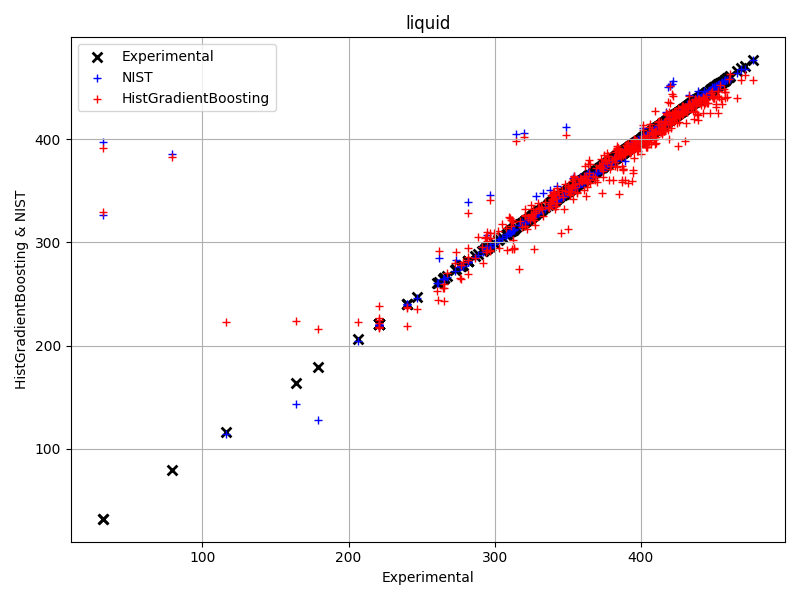 liquid
Experimental
NIST
HistGradientBoosting
HistGradientBoosting & NIST
400
300
200
100
100
200
300
400
Experimental